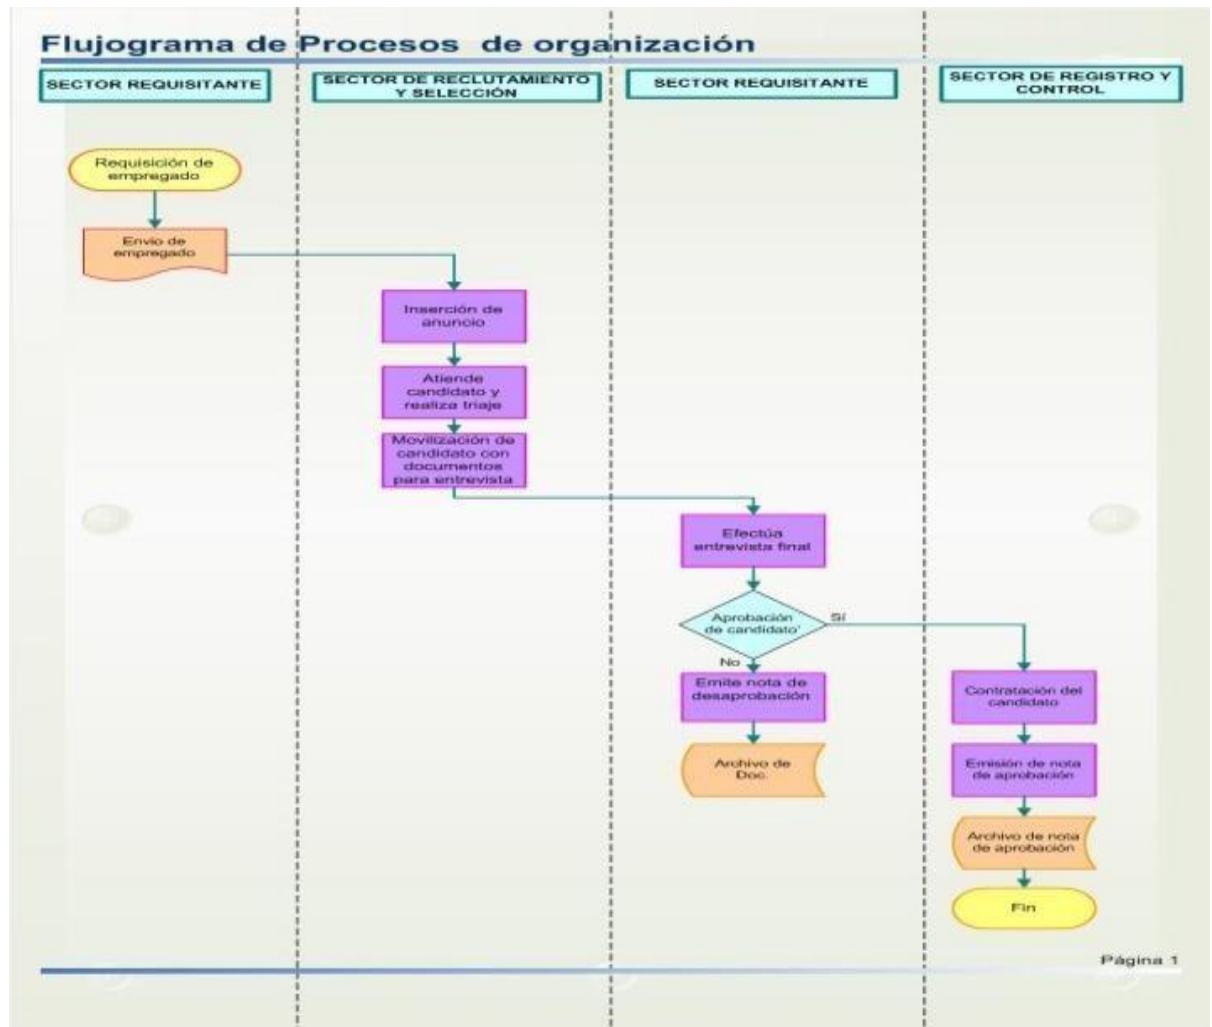 Flujograma de Procesos de organización
SECTOR REQUISITANTE
SECTOR DE RECLUTAMIENTO
Y SELECCIÓN
SECTOR REQUISITANTE
SECTOR DE REGISTRO Y
CONTROL
Requisición de
empregado
Envio de
empregado
Inserción de
anuncio
Atiende
candidato y
realiza triaje
Movilización de
candidato con
documentos
para entrevista
Efectúa
entrevista final
Aprobación
de candidato'
Sí
No
Emite nota de
desaprobación
Archivo de
Doc.
Contratación del
candidato
Emisión de nota
de aprobación
Archivo de nota
de aprobación
Fin
Página 1